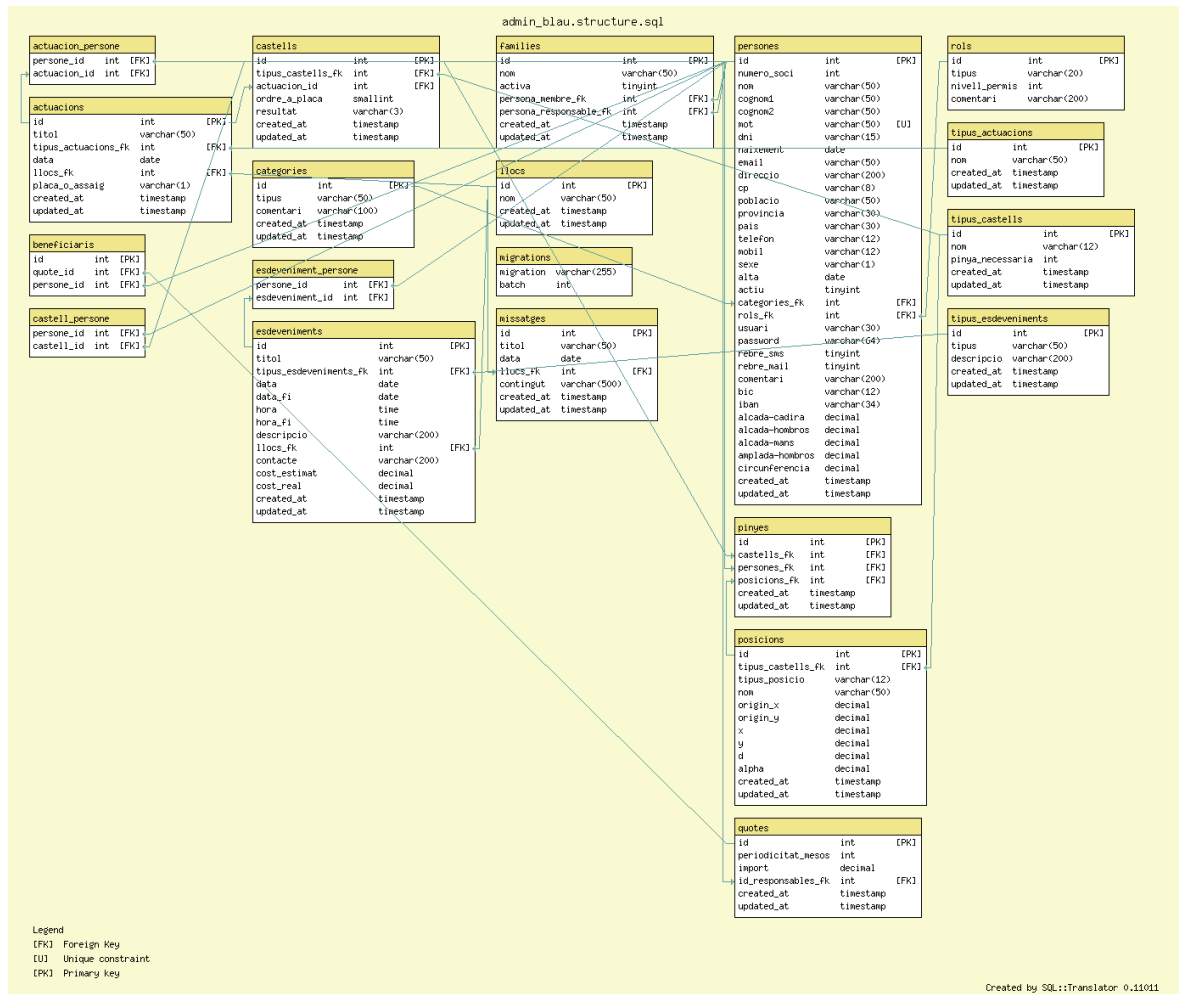 admin_blau.structure.sql
actuacion_persone
persone_id int [FK]
actuacion_id int [FK]
actuacions
id int [PK]
titol varchar(50)
tipus_actuacions_fk int [FK]
data date
llocs_fk int [FK]
placa_o_assaig varchar(1)
created_at timestamp
updated_at timestamp
beneficiaris
id int [PK]
quote_id int [FK]
persone_id int [FK]
castell_persone
persone_id int [FK]
castell_id int [FK]
castells
id int [PK]
tipus_castells_fk int [FK]
actuacion_id int [FK]
ordre_a_placa smallint
resultat varchar(3)
created_at timestamp
updated_at timestamp
categories
id int [PK]
tipus varchar(50)
comentari varchar(100)
created_at timestamp
updated_at timestamp
esdeveniment_persone
persone_id int [FK]
esdeveniment_id int [FK]
esdeveniments
id int [PK]
titol varchar(50)
tipus_esdeveniments_fk int [FK]
data date
data_fi date
hora time
hora_fi time
descripcio varchar(200)
llocs_fk int [FK]
contacte varchar(200)
cost_estimat decimal
cost_real decimal
created_at timestamp
updated_at timestamp
families
id int [PK]
nom varchar(50)
activa tinyint
persona_membre_fk int [FK]
persona_responsable_fk int [FK]
created_at timestamp
updated_at timestamp
llocs
id int [PK]
nom varchar(50)
created_at timestamp
updated_at timestamp
migrations
migration varchar(255)
batch int
missatges
id int [PK]
titol varchar(50)
data date
llocs_fk int [FK]
contingut varchar(500)
created_at timestamp
updated_at timestamp
persones
id int [PK]
numero_soci int
nom varchar(50)
cognom1 varchar(50)
cognom2 varchar(50)
mot varchar(50) [U]
dni varchar(15)
naixement date
email varchar(50)
direccio varchar(200)
cp varchar(8)
poblacio varchar(50)
provincia varchar(30)
pais varchar(30)
telefon varchar(12)
mobil varchar(12)
sexe varchar(1)
alta date
actiu tinyint
categories_fk int [FK]
rols_fk int [FK]
usuari varchar(30)
password varchar(64)
rebre_sms tinyint
rebre_mail tinyint
comentari varchar(200)
bic varchar(12)
iban varchar(34)
alcada-cadira decimal
alcada-hombros decimal
alcada-mans decimal
amplada-hombros decimal
circunferencia decimal
created_at timestamp
updated_at timestamp
pinyes
id int [PK]
castells_fk int [FK]
persones_fk int [FK]
posicions_fk int [FK]
created_at timestamp
updated_at timestamp
posicions
id int [PK]
tipus_castells_fk int [FK]
tipus_posicio varchar(12)
nom varchar(50)
origin_x decimal
origin_y decimal
x decimal
y decimal
d decimal
alpha decimal
created_at timestamp
updated_at timestamp
quotes
id int [PK]
periodicitat_mesos int
import decimal
id_responsables_fk int [FK]
created_at timestamp
updated_at timestamp
rols
id int [PK]
tipus varchar(20)
nivell_permis int
comentari varchar(200)
tipus_actuacions
id int [PK]
nom varchar(50)
created_at timestamp
updated_at timestamp
tipus_castells
id int [PK]
nom varchar(12)
pinya_necessaria int
created_at timestamp
updated_at timestamp
tipus_esdeveniments
id int [PK]
tipus varchar(50)
descripcio varchar(200)
created_at timestamp
updated_at timestamp
Legend
[FK] Foreign Key
[U] Unique constraint
[PK] Primary key
Created by SQL::Translator 0.11011